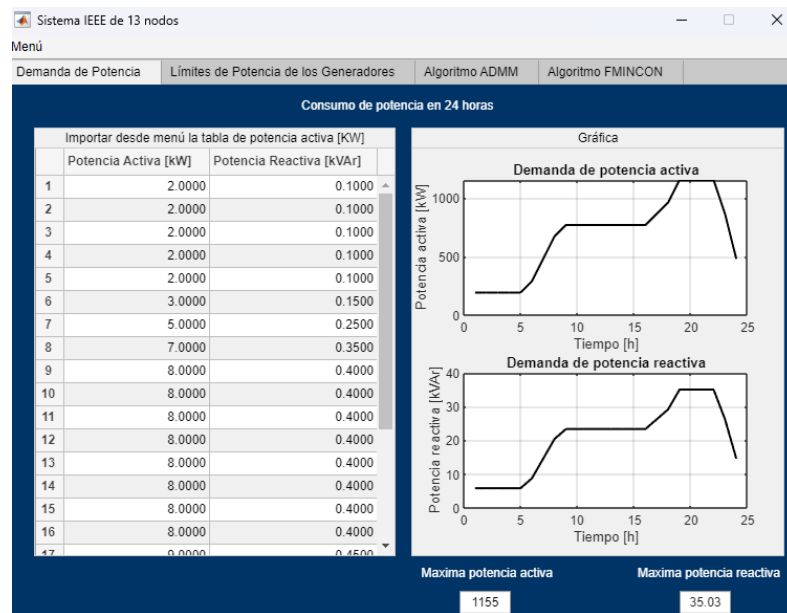 Sistema IEEE de 13 nodos
Menú
Demanda de Potencia Límites de Potencia de los Generadores Algoritmo ADMM Algoritmo FMINCON
Consumo de potencia en 24 horas
Importar desde menú la tabla de potencia activa [KW]
Potencia Activa [kW] Potencia Reactiva [kVAr]
1 2.0000 0.1000
2 2.0000 0.1000
3 2.0000 0.1000
4 2.0000 0.1000
5 2.0000 0.1000
6 3.0000 0.1500
7 5.0000 0.2500
8 7.0000 0.3500
9 8.0000 0.4000
10 8.0000 0.4000
11 8.0000 0.4000
12 8.0000 0.4000
13 8.0000 0.4000
14 8.0000 0.4000
15 8.0000 0.4000
16 8.0000 0.4000
17 9.0000 0.4500
Gráfica
Demanda de potencia activa
Potencia activa [kW]
1000
500
0
0 5 10 15 20 25
Tiempo [h]
Demanda de potencia reactiva
Potencia reactiva [kVAr]
40
30
20
10
0
0 5 10 15 20 25
Tiempo [h]
Maxima potencia activa Maxima potencia reactiva
1155 35.03